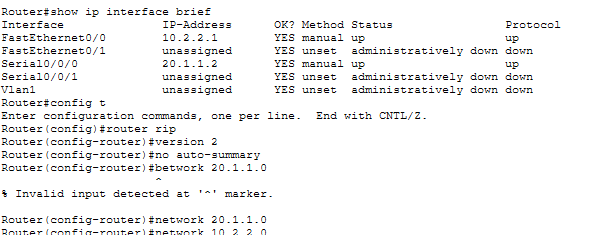 Router#show ip interface brief
Interface              IP-Address      OK? Method Status                Protocol
FastEthernet0/0        10.2.2.1        YES manual up                    up
FastEthernet0/1        unassigned      YES unset  administratively down down
Serial0/0/0            20.1.1.2        YES manual up                    up
Serial0/0/1            unassigned      YES unset  administratively down down
Vlan1                  unassigned      YES unset  administratively down down
Router#config t
Enter configuration commands, one per line.  End with CNTL/Z.
Router(config)#router rip
Router(config-router)#version 2
Router(config-router)#no auto-summary
Router(config-router)#betwork 20.1.1.0
                      ^
% Invalid input detected at '^' marker.

Router(config-router)#network 20.1.1.0
Router(config-router)#network 10.2.2.0